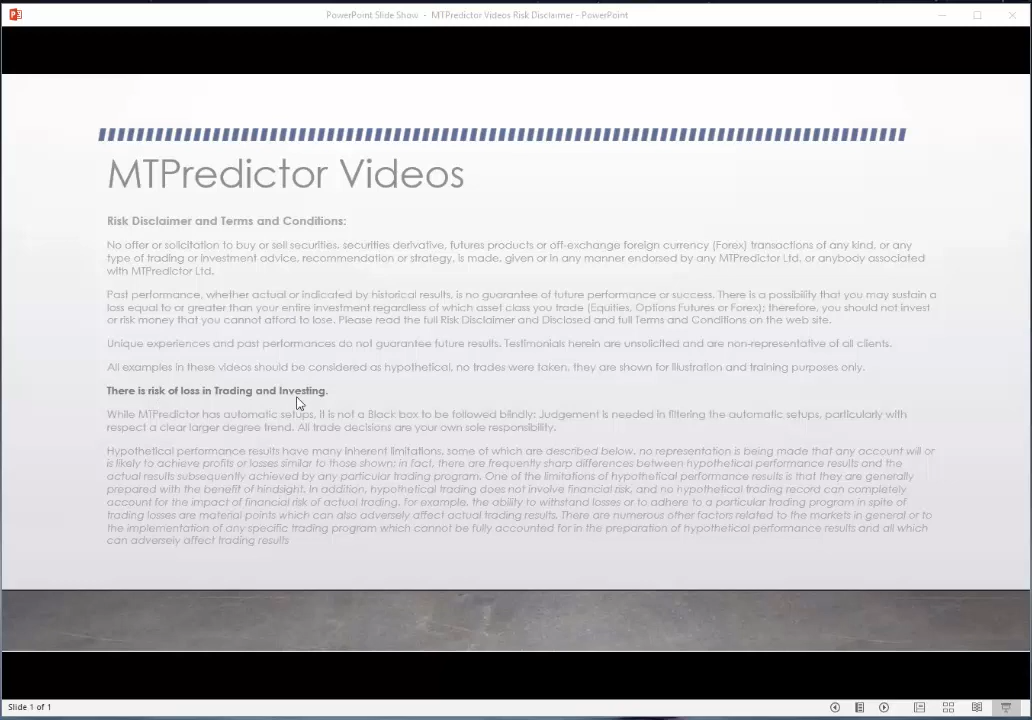 PowerPoint Slide Show - MTPredictor Videos Risk Disclaimer - PowerPoint
MTPredictor Videos
Risk Disclaimer and Terms and Conditions:
No offer or solicitation to buy or sell securities, securities derivative, futures products or off-exchange foreign currency (Forex) transactions of any kind, or any
type of trading or investment advice, recommendation or strategy, is made, given or in any manner endorsed by any MTPredictor Ltd. or anybody associated
with MTPredictor Ltd.
Past performance, whether actual or indicated by historical results, is no guarantee of future performance or success. There is a possibility that you may sustain a
loss equal to or greater than your entire investment regardless of which asset class you trade (Equities, Options Futures or Forex); therefore, you should not invest
or risk money that you cannot afford to lose. Please read the full Risk Disclaimer and Disclosed and full Terms and Conditions on the web site.
Unique experiences and past performances do not guarantee future results. Testimonials herein are unsolicited and are non-representative of all clients.
All examples in these videos should be considered as hypothetical, no trades were taken, they are shown for illustration and training purposes only.
There is risk of loss in Trading and Investing.
While MTPredictor has automatic setups, it is not a Black box to be followed blindly: Judgement is needed in filtering the automatic setups, particularly with
respect a clear larger degree trend. All trade decisions are your own sole responsibility.
Hypothetical performance results have many inherent limitations, some of which are described below, no representation is being made that any account will or
is likely to achieve profits or losses similar to those shown; in fact, there are frequently sharp differences between hypothetical performance results and the
actual results subsequently achieved by any particular trading program. One of the limitations of hypothetical performance results is that they are generally
prepared with the benefit of hindsight. In addition, hypothetical trading does not involve financial risk, and no hypothetical trading record can completely
account for the impact of financial risk of actual trading. for example, the ability to withstand losses or to adhere to a particular trading program in spite of
trading losses are material points which can also adversely affect actual trading results. There are numerous other factors related to the markets in general or to
the implementation of any specific trading program which cannot be fully accounted for in the preparation of hypothetical performance results and all which
can adversely affect trading results
Slide 1 of 1